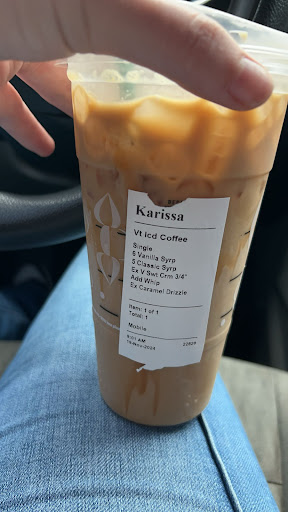 Karissa
Vt Icd Coffee
Single
6 Vanilla Syrp
5 Classic Syrp
Ex V Swt Crm 3/4"
Add Whip
Ex Caramel Drizzle
Item: 1 of 1
Total: 1
Mobile